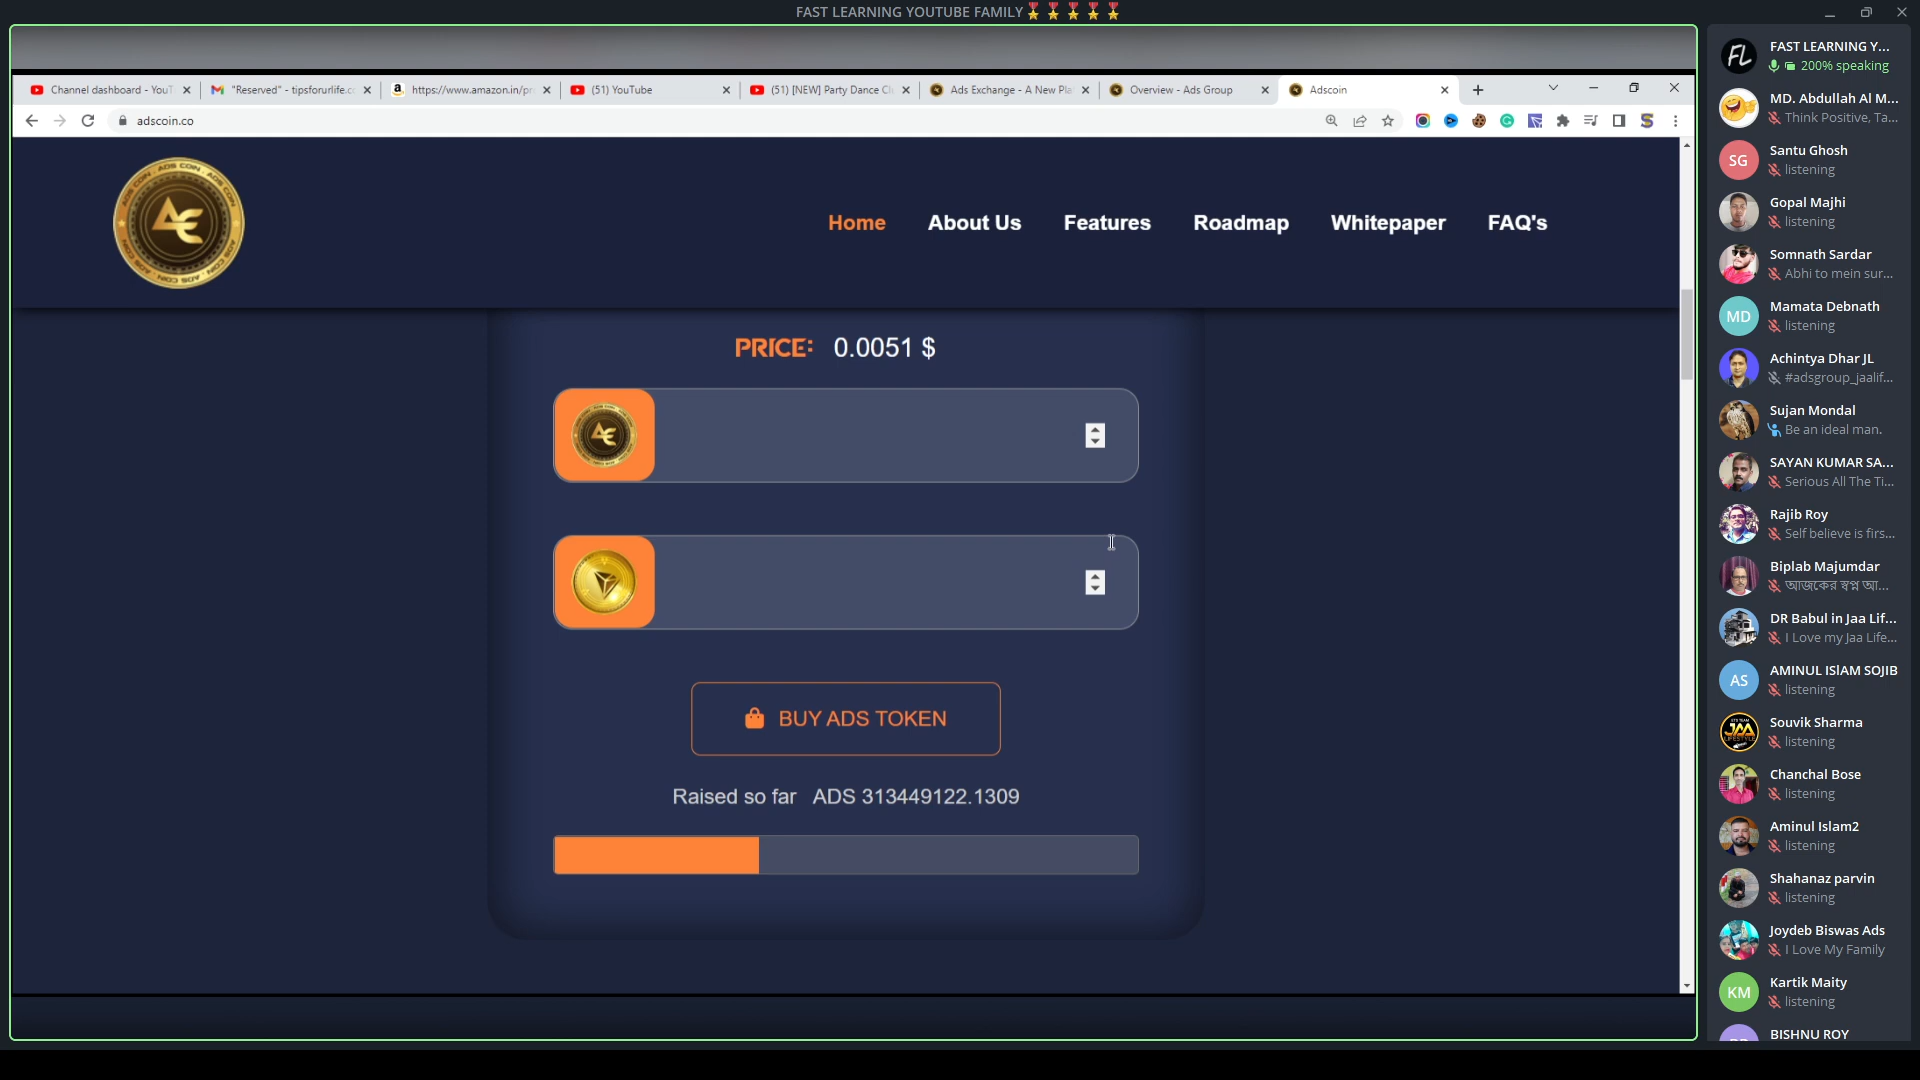 FAST LEARNING YOUTUBE FAMILY🎖🎖🎖🎖🎖
Channel dashboard - YouT
"Reserved" - tipsforurlife.c
https://www.amazon.in/pr
(51) YouTube
(51) [NEW] Party Dance Cl
Ads Exchange - A New Pla
Overview - Ads Group
Adscoin
adscoin.co
Home
About Us
Features
Roadmap
Whitepaper
FAQ's
PRICE: 0.0051 $
BUY ADS TOKEN
Raised so far ADS 313449122.1309
FAST LEARNING Y...
200% speaking
MD. Abdullah Al M...
Think Positive, Ta...
SG
Santu Ghosh
listening
Gopal Majhi
listening
Somnath Sardar
Abhi to mein sur...
MD
Mamata Debnath
listening
Achintya Dhar JL
#adsgroup_jaalif...
Sujan Mondal
Be an ideal man.
SAYAN KUMAR SA...
Serious All The Ti...
Rajib Roy
Self believe is firs...
Biplab Majumdar
আজকের স্বপ্ন আ...
DR Babul in Jaa Lif...
I Love my Jaa Life...
AS
AMINUL ISlAM SOJIB
listening
Souvik Sharma
listening
Chanchal Bose
listening
Aminul Islam2
listening
Shahanaz parvin
listening
Joydeb Biswas Ads
I Love My Family
KM
Kartik Maity
listening
BISHNU ROY